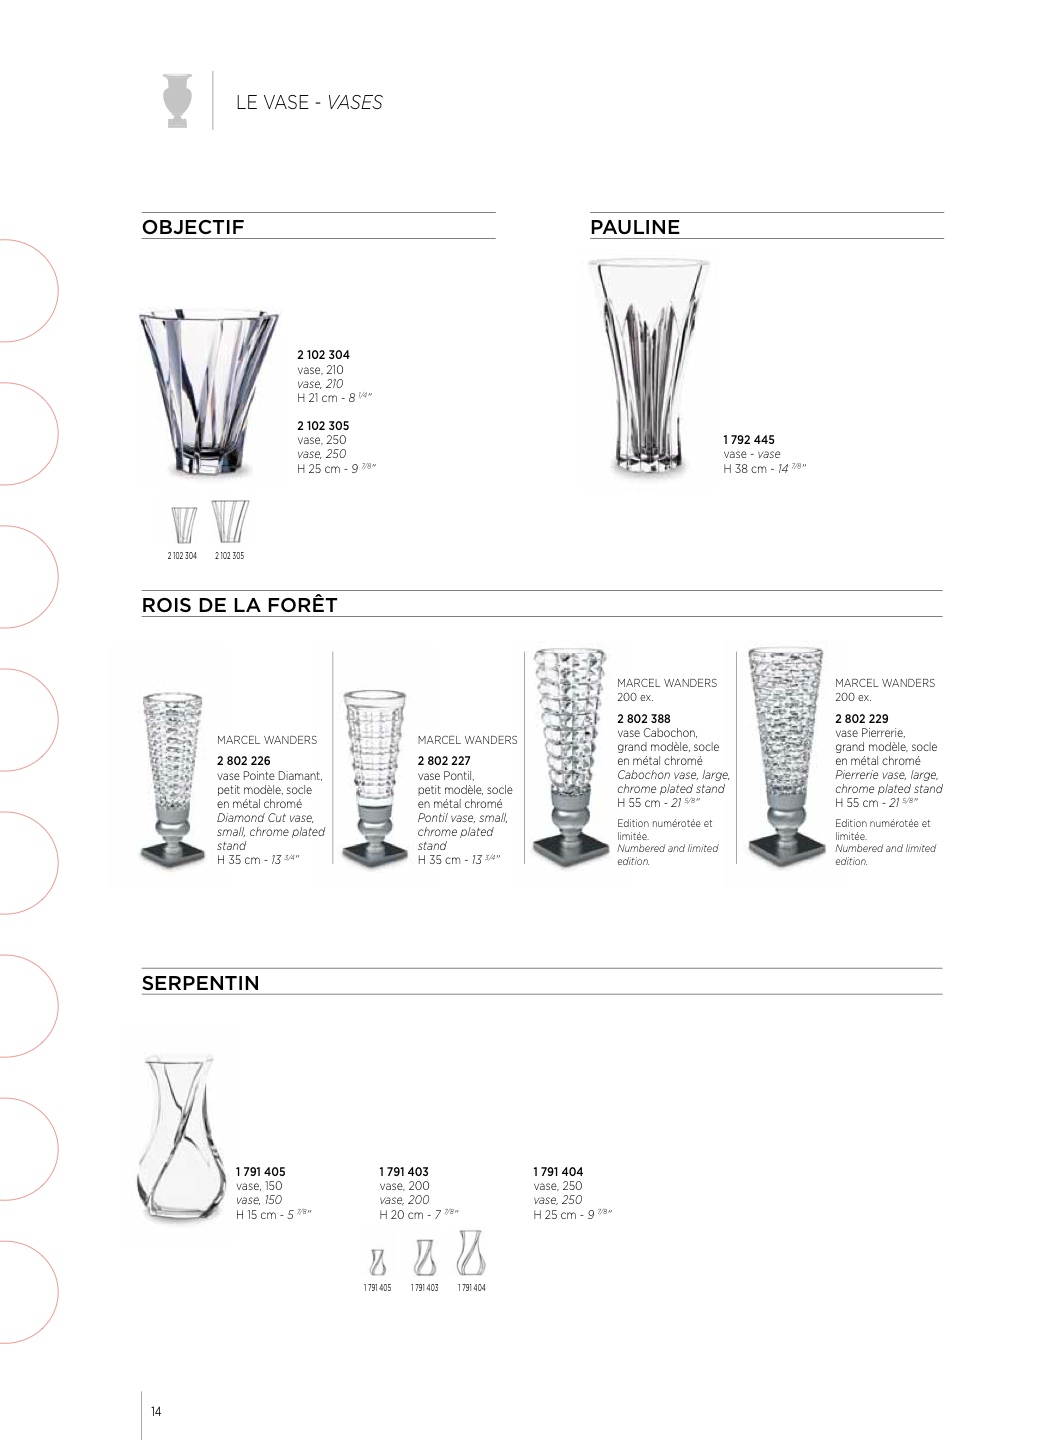 LE VASE - VASES
OBJECTIF
2 102 304
vase, 210
vase, 210
H 21 cm - 8 1/4"
2 102 305
vase, 250
vase, 250
H 25 cm - 9 7/8"
2 102 304
2 102 305
PAULINE
1 792 445
vase - vase
H 38 cm - 14 7/8"
ROIS DE LA FORÊT
MARCEL WANDERS
2 802 226
vase Pointe Diamant,
petit modèle, socle
en métal chromé
Diamond Cut vase,
small, chrome plated
stand
H 35 cm - 13 3/4"
MARCEL WANDERS
2 802 227
vase Pontil,
petit modèle, socle
en métal chromé
Pontil vase, small,
chrome plated
stand
H 35 cm - 13 3/4"
MARCEL WANDERS
200 ex.
2 802 388
vase Cabochon,
grand modèle, socle
en métal chromé
Cabochon vase, large,
chrome plated stand
H 55 cm - 21 5/8"
Edition numérotée et
limitée.
Numbered and limited
edition.
MARCEL WANDERS
200 ex.
2 802 229
vase Pierrerie,
grand modèle, socle
en métal chromé
Pierrerie vase, large,
chrome plated stand
H 55 cm - 21 5/8"
Edition numérotée et
limitée.
Numbered and limited
edition.
SERPENTIN
1 791 405
vase, 150
vase, 150
H 15 cm - 5 7/8"
1 791 403
vase, 200
vase, 200
H 20 cm - 7 7/8"
1 791 404
vase, 250
vase, 250
H 25 cm - 9 7/8"
1 791 405
1 791 403
1 791 404
14